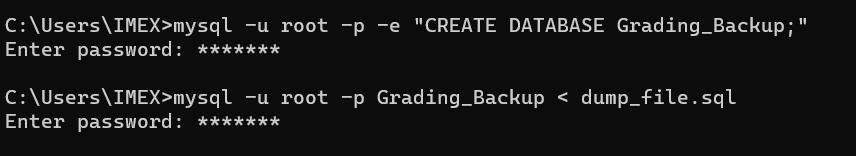 C:\Users\IMEX>mysql -u root -p -e "CREATE DATABASE Grading_Backup;"
Enter password: *******
C:\Users\IMEX>mysql -u root -p Grading_Backup < dump_file.sql
Enter password: *******